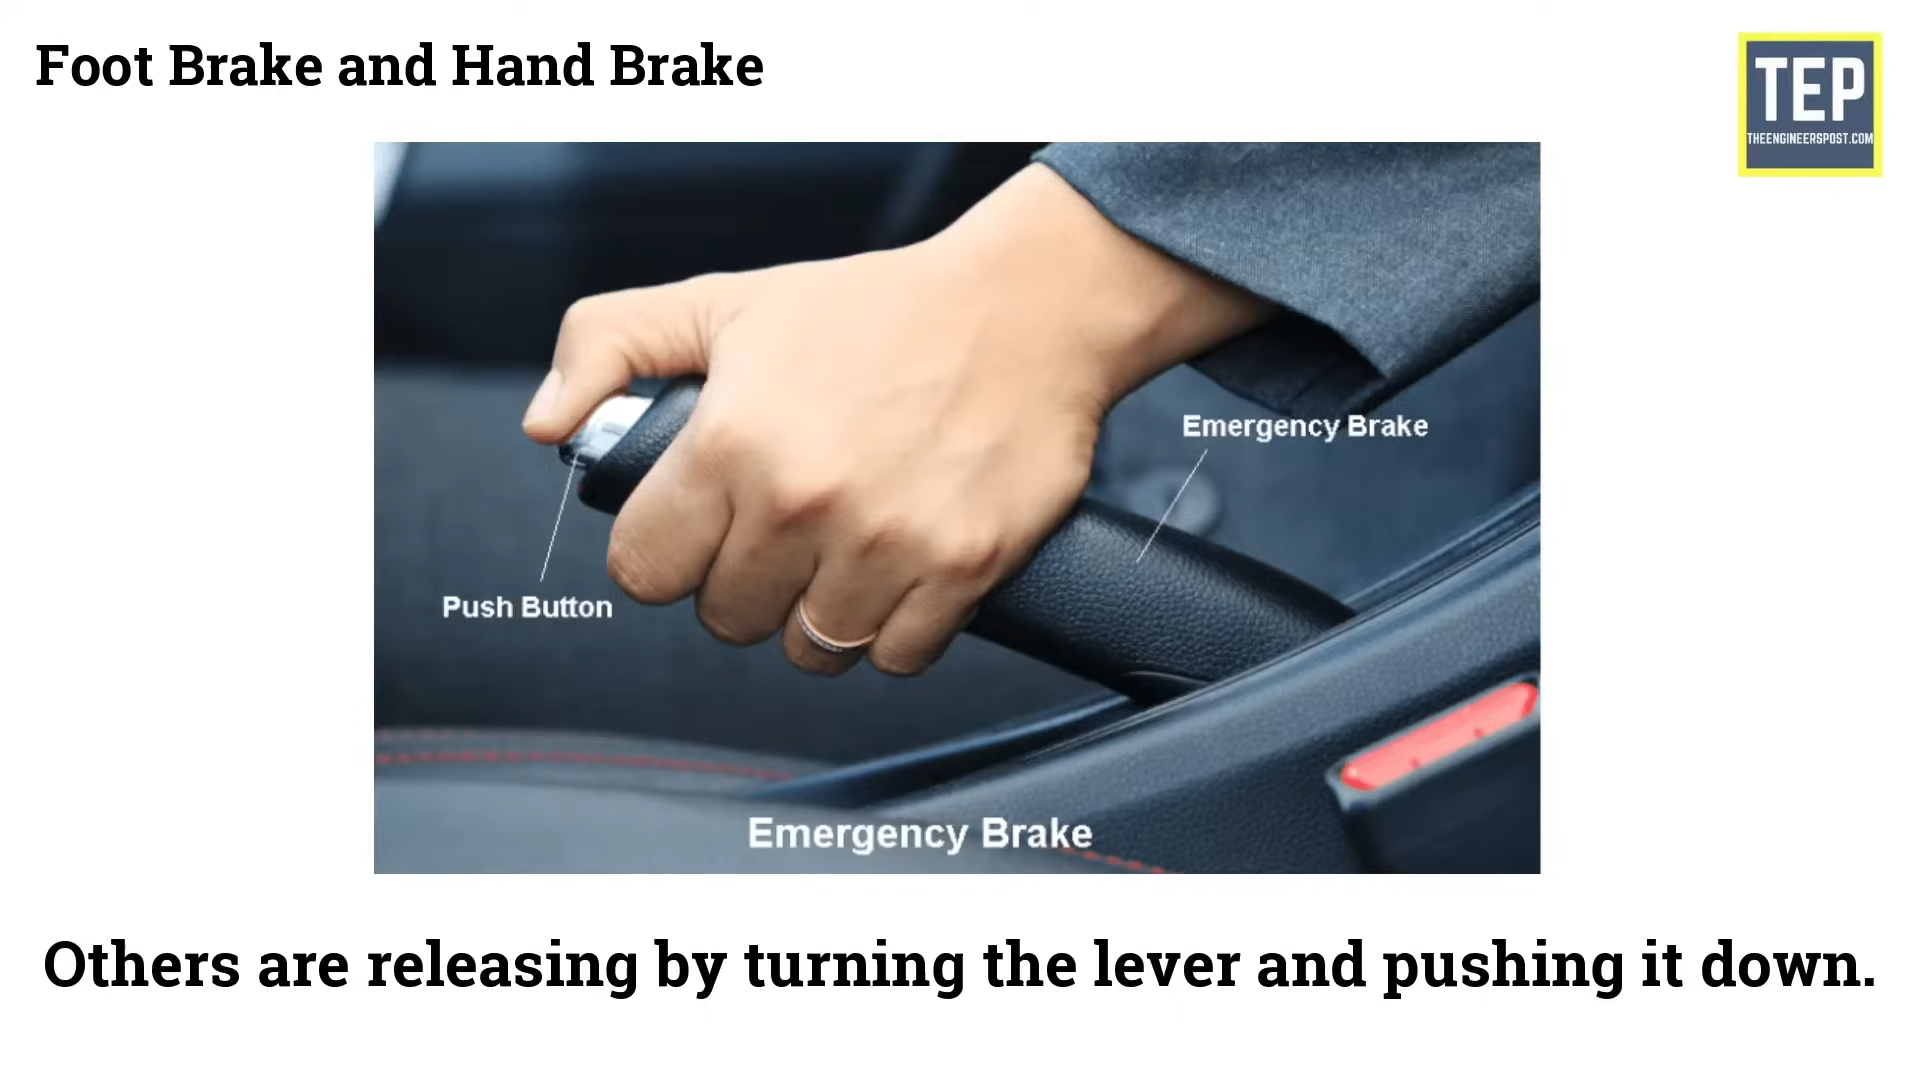 Foot Brake and Hand Brake
TEP
THEENGINEERSPOST.COM
Emergency Brake
Push Button
Emergency Brake
Others are releasing by turning the lever and pushing it down.